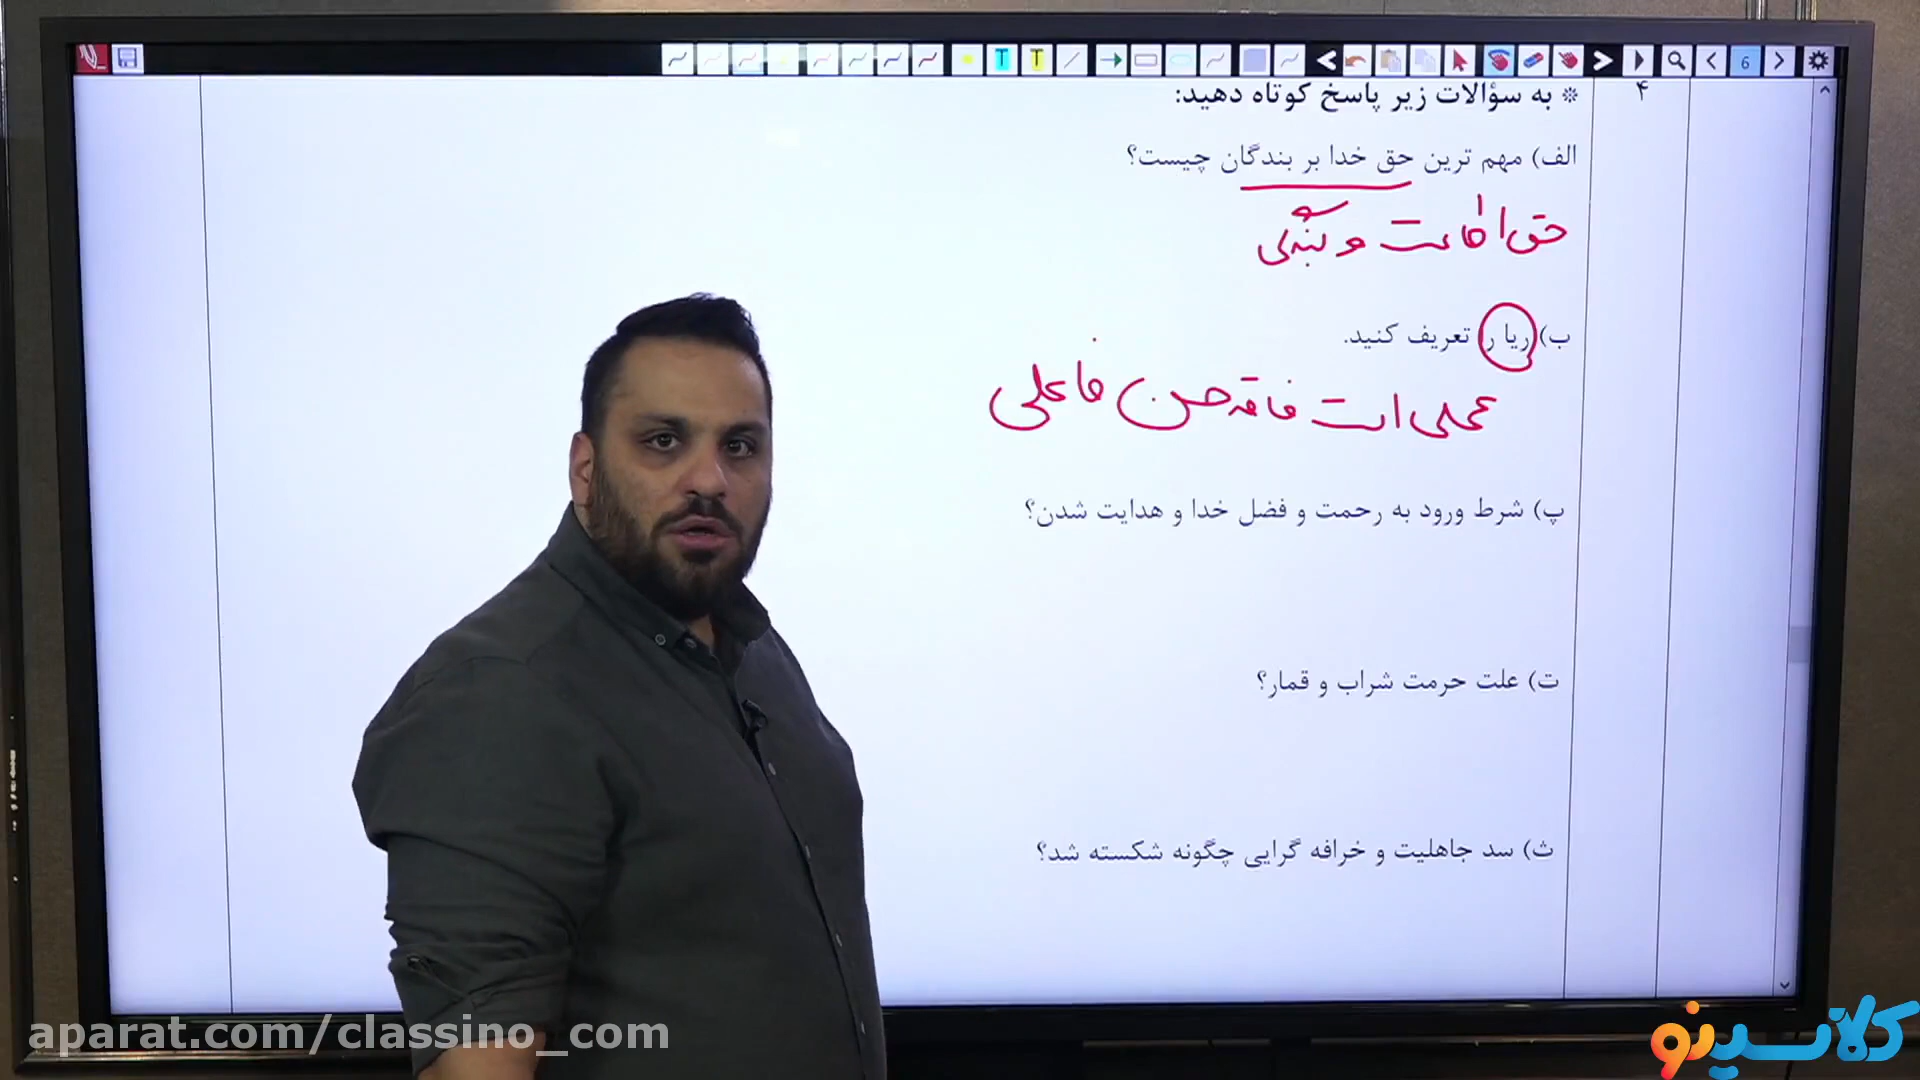 ۴
❊ به سؤالات زیر پاسخ کوتاه دهید:
الف) مهم ترین حق خدا بر بندگان چیست؟
حق اطاعت و بندگی
ب) ریا ر تعریف کنید.
عملی است فاقد حسن فاعلی
پ) شرط ورود به رحمت و فضل خدا و هدایت شدن؟
ت) علت حرمت شراب و قمار؟
ث) سد جاهلیت و خرافه گرایی چگونه شکسته شد؟
6
T
T
aparat.com/classino_com
کلاسینو